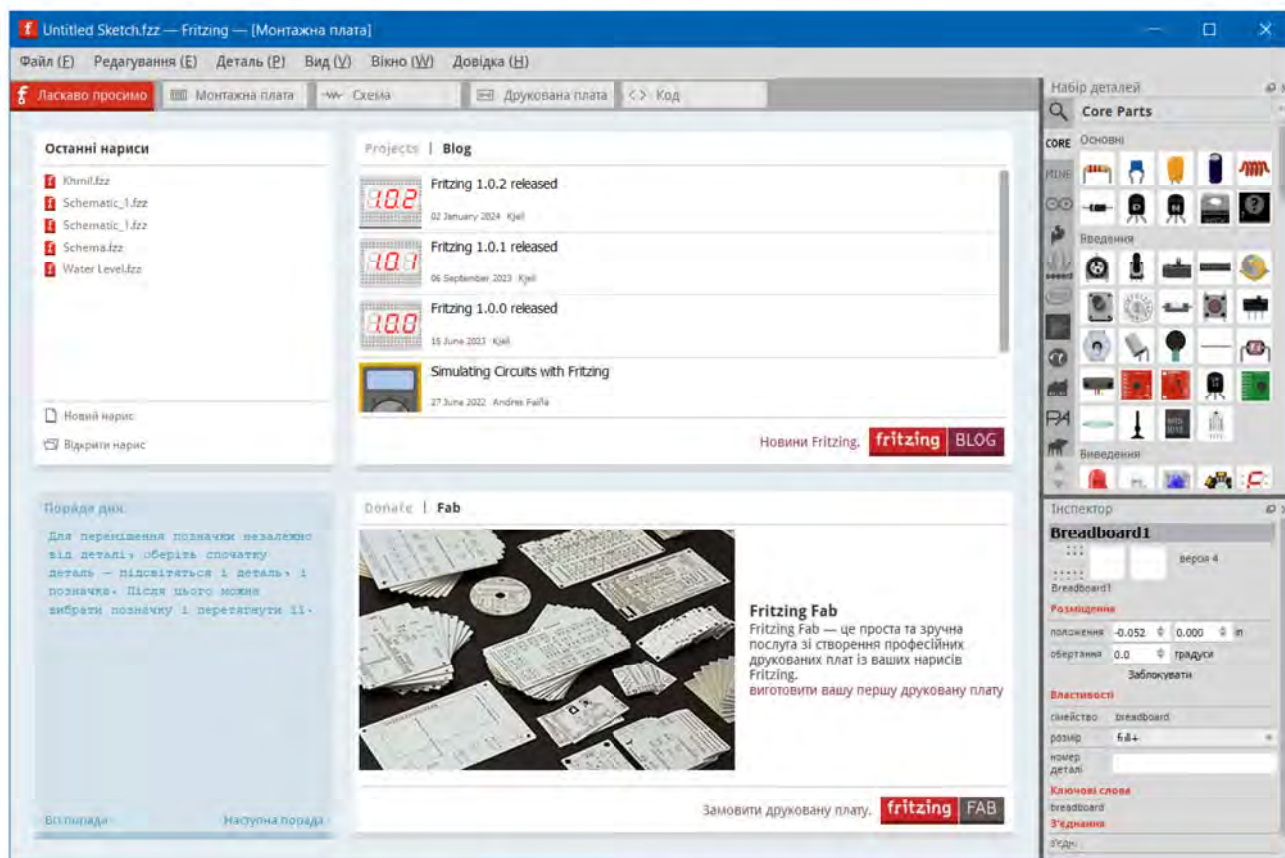 Untitled Sketch.fzz — Fritzing — [Монтажна плата]
Файл (F) Редагування (E) Деталь (P) Вид (V) Вікно (W) Довідка (H)
Ласкаво просимо Монтажна плата Схема Друкована плата Код
Останні нариси
Khmil.fzz
Schematic_1.fzz
Schematic_1.fzz
Schema.fzz
Water Level.fzz
Новий нарис
Відкрити нарис
Projects | Blog
Fritzing 1.0.2 released
02 January 2024 Kjell
Fritzing 1.0.1 released
06 September 2023 Kjell
Fritzing 1.0.0 released
15 June 2023 Kjell
Simulating Circuits with Fritzing
27 June 2022 Andres Faiña
Новини Fritzing. fritzing BLOG
Порада дня:
Для переміщення позначки незалежно
від деталі, оберіть спочатку
деталь — підсвітяться і деталь, і
позначка. Після цього можна
вибрати позначку і перетягнути її.
Всі поради Наступна порада
Donate | Fab
Fritzing Fab
Fritzing Fab — це проста та зручна
послуга зі створення професійних
друкованих плат із ваших нарисів
Fritzing.
виготовити вашу першу друковану плату
Замовити друковану плату. fritzing FAB
Набір деталей
Core Parts
CORE Основні
MINE
Введення
PA
Виведення
Інспектор
Breadboard1
версія 4
Breadboard1
Розміщення
положення -0.052 0.000 in
обертання 0.0 градуси
Заблокувати
Властивості
сімейство breadboard
розмір full+
номер
деталі
Ключові слова
breadboard
З'єднання
з'єдн.